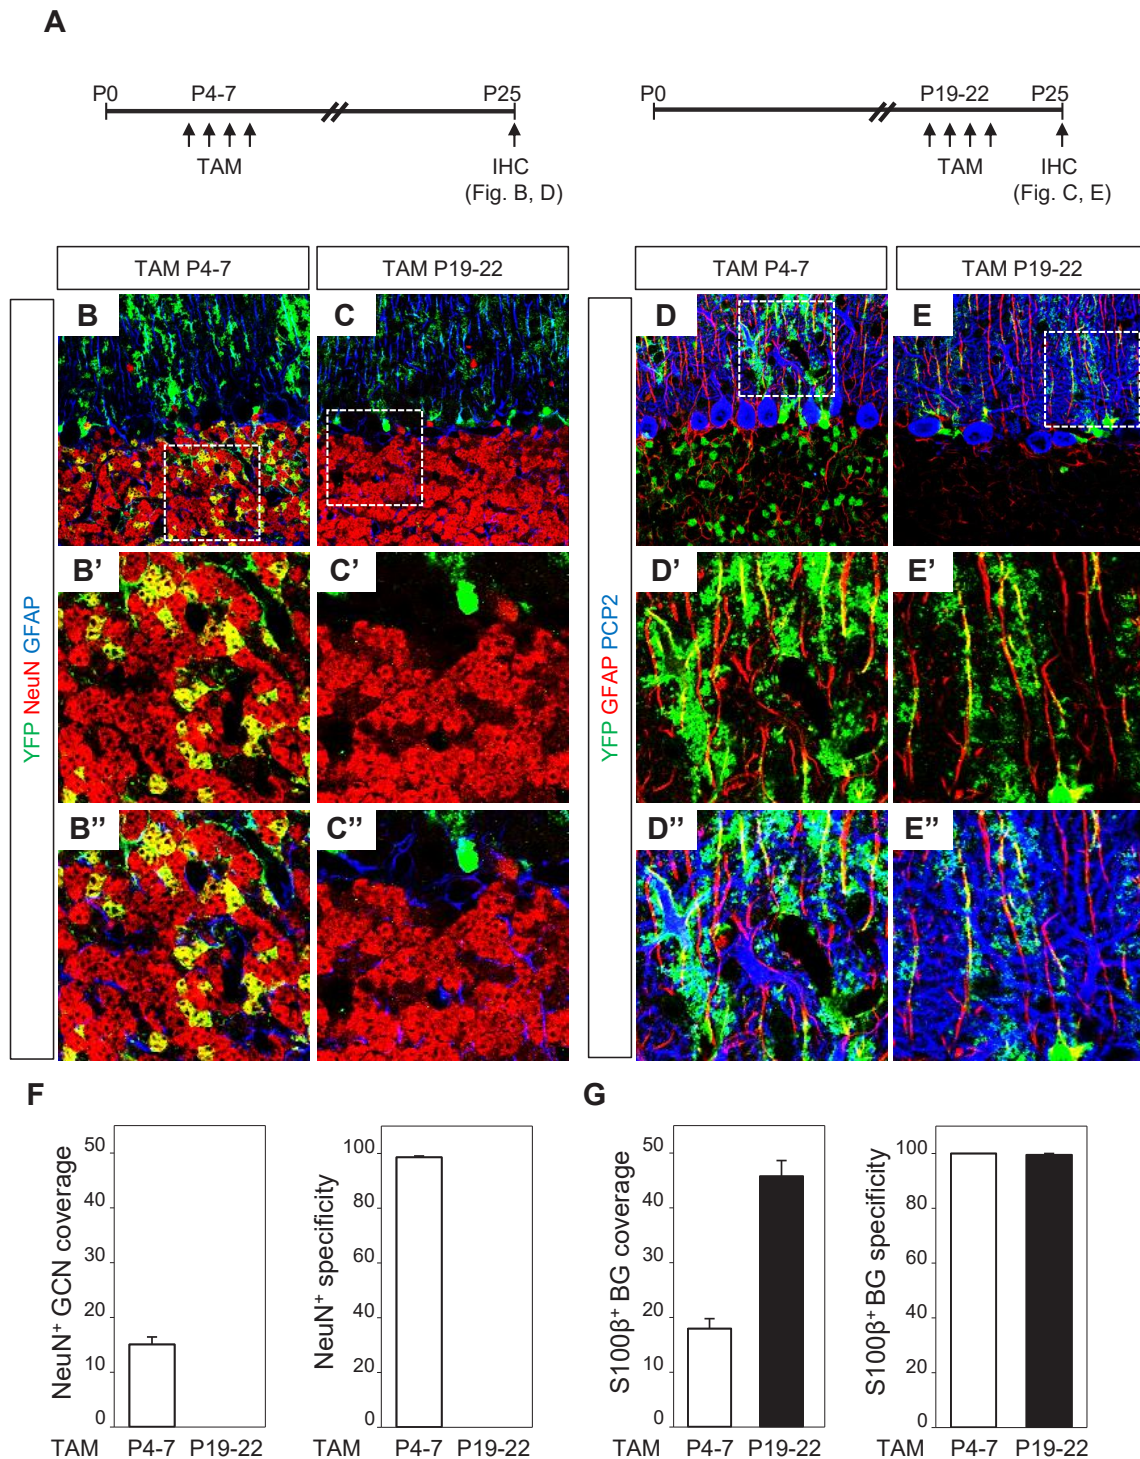 A
P0 P4-7 P25
TAM IHC
(Fig. B, D)
P0 P19-22 P25
TAM IHC
(Fig. C, E)
TAM P4-7
TAM P19-22
TAM P4-7
TAM P19-22
YFP NeuN GFAP
B
C
B’
C’
B’’
C’’
YFP GFAP PCP2
D
E
D’
E’
D’’
E’’
F
NeuN⁺ GCN coverage
50
40
30
20
10
0
TAM P4-7 P19-22
NeuN⁺ specificity
100
80
60
40
20
0
TAM P4-7 P19-22
G
S100β⁺ BG coverage
50
40
30
20
10
0
TAM P4-7 P19-22
S100β⁺ BG specificity
100
80
60
40
20
0
TAM P4-7 P19-22